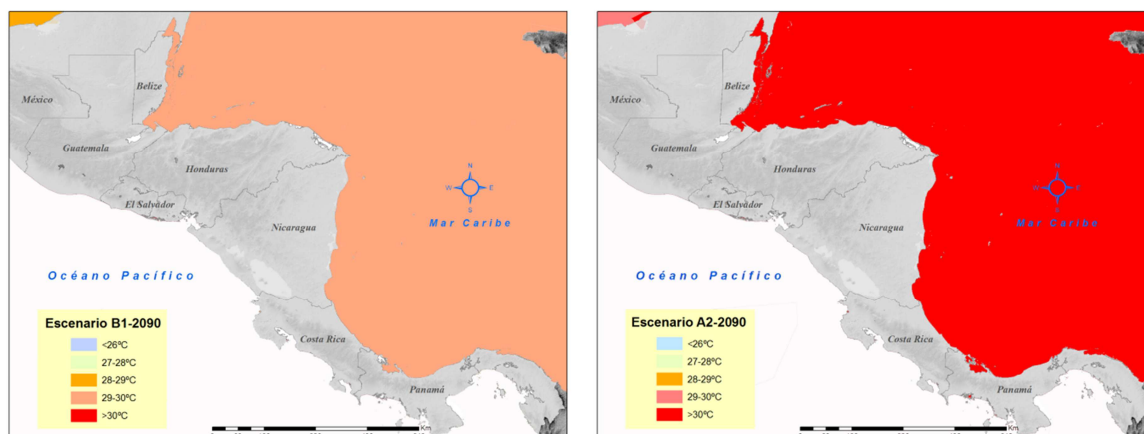 México
Belize
Guatemala
Honduras
El Salvador
Nicaragua
N
W E
S
Mar Caribe
Océano Pacífico
Costa Rica
Panamá
Escenario B1-2090
<26ºC
27-28ºC
28-29ºC
29-30ºC
>30ºC
Km
México
Belize
Guatemala
Honduras
El Salvador
Nicaragua
N
W E
S
Mar Caribe
Océano Pacífico
Costa Rica
Panamá
Escenario A2-2090
<26ºC
27-28ºC
28-29ºC
29-30ºC
>30ºC
Km